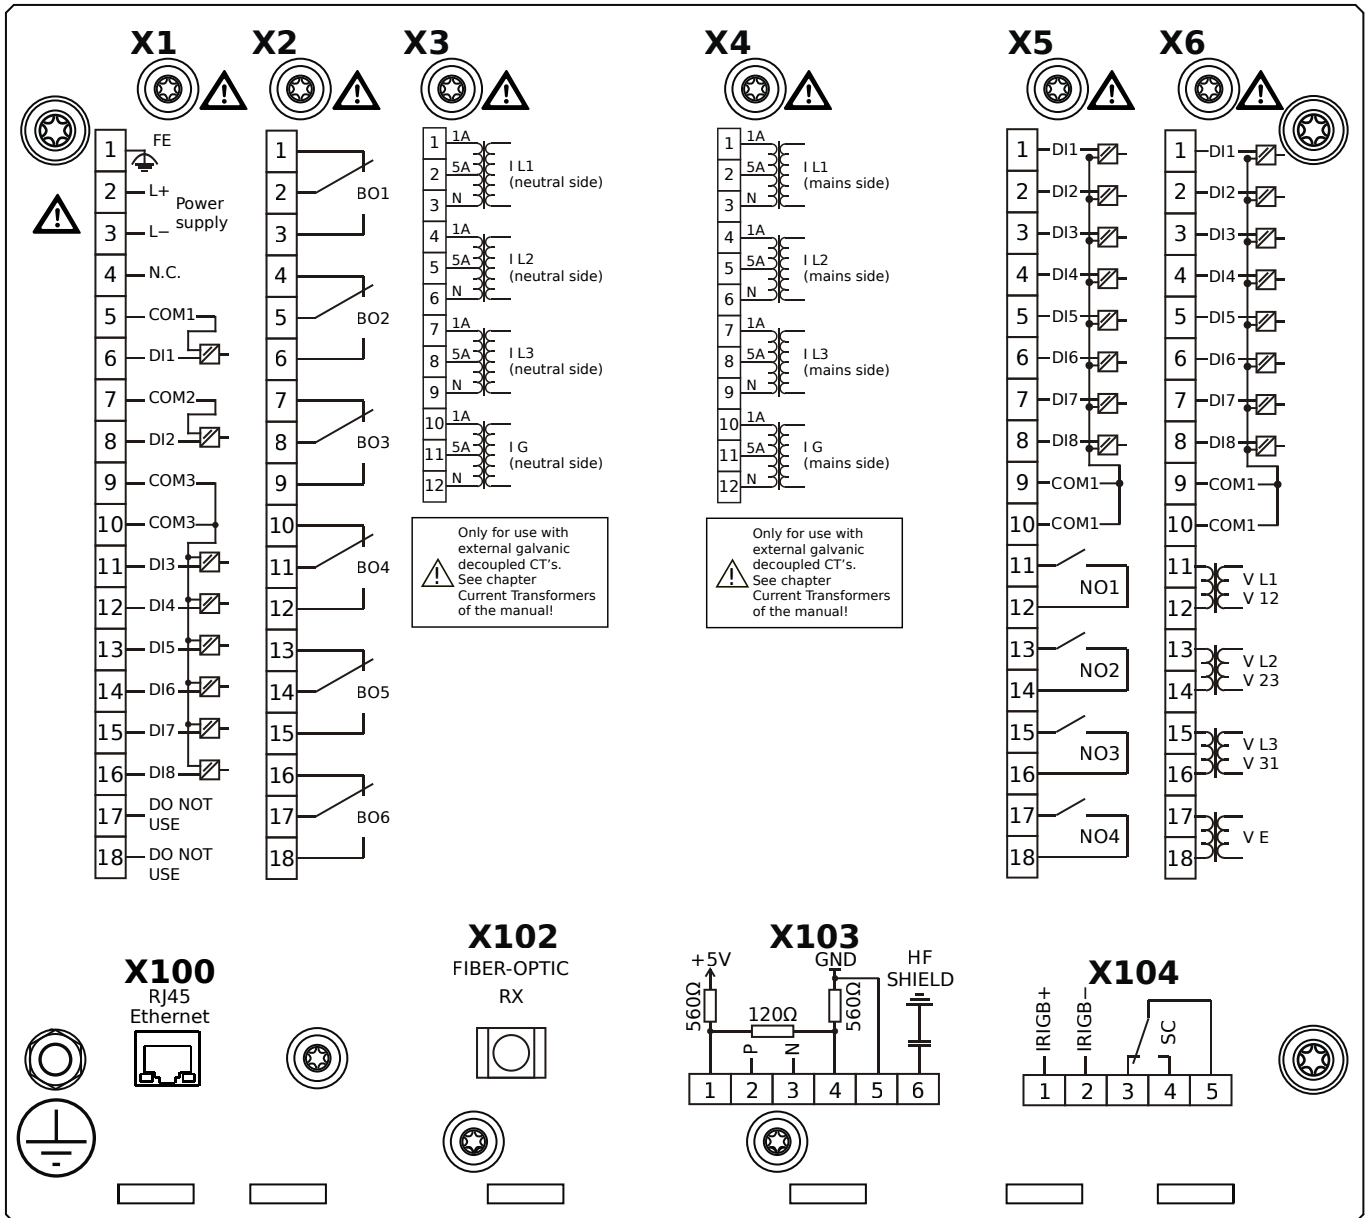 X1
X2
X3
X4
X5
X6
1
FE
2
L+
Power
supply
3
L−
4
N.C.
5
COM1
6
DI1
7
COM2
8
DI2
9
COM3
10
COM3
11
DI3
12
DI4
13
DI5
14
DI6
15
DI7
16
DI8
17
DO NOT
USE
18
DO NOT
USE
1
2
BO1
3
4
5
BO2
6
7
8
BO3
9
10
11
BO4
12
13
14
BO5
15
16
17
BO6
18
1
1A
2
5A
I L1
(neutral side)
3
N
4
1A
5
5A
I L2
(neutral side)
6
N
7
1A
8
5A
I L3
(neutral side)
9
N
10
1A
11
5A
I G
(neutral side)
12
N
Only for use with
external galvanic
decoupled CT's.
See chapter
Current Transformers
of the manual!
1
1A
2
5A
I L1
(mains side)
3
N
4
1A
5
5A
I L2
(mains side)
6
N
7
1A
8
5A
I L3
(mains side)
9
N
10
1A
11
5A
I G
(mains side)
12
N
Only for use with
external galvanic
decoupled CT's.
See chapter
Current Transformers
of the manual!
1
DI1
2
DI2
3
DI3
4
DI4
5
DI5
6
DI6
7
DI7
8
DI8
9
COM1
10
COM1
11
NO1
12
13
NO2
14
15
NO3
16
17
NO4
18
1
DI1
2
DI2
3
DI3
4
DI4
5
DI5
6
DI6
7
DI7
8
DI8
9
COM1
10
COM1
11
V L1
V 12
12
13
V L2
V 23
14
15
V L3
V 31
16
17
V E
18
X100
RJ45
Ethernet
X102
FIBER-OPTIC
RX
X103
+5V
GND
HF
SHIELD
560Ω
120Ω
560Ω
P
N
1 2 3 4 5 6
X104
IRIGB+
IRIGB−
SC
1 2 3 4 5